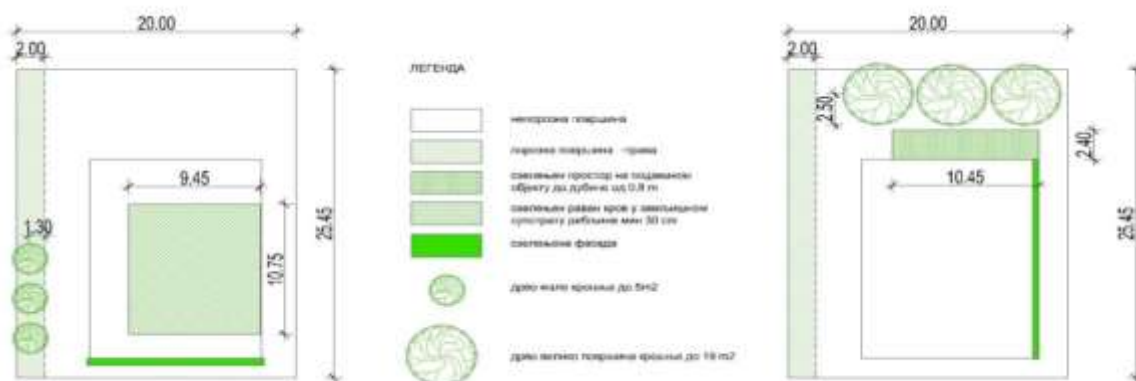 20.00
2.00
9.45
1.30
10.75
25.45
ЛЕГЕНДА
непорозна површина
порозна површина - трава
озелењен простор на подземном
објекту до дубине од 0.8 m
озелењен раван кров у земљишном
супстрату дебљине мин 30 cm
озелењена фасада
дрво мало крошње до 5m2
дрво велико површина крошње до 19 m2
20.00
2.00
2.50
2.40
10.45
25.45